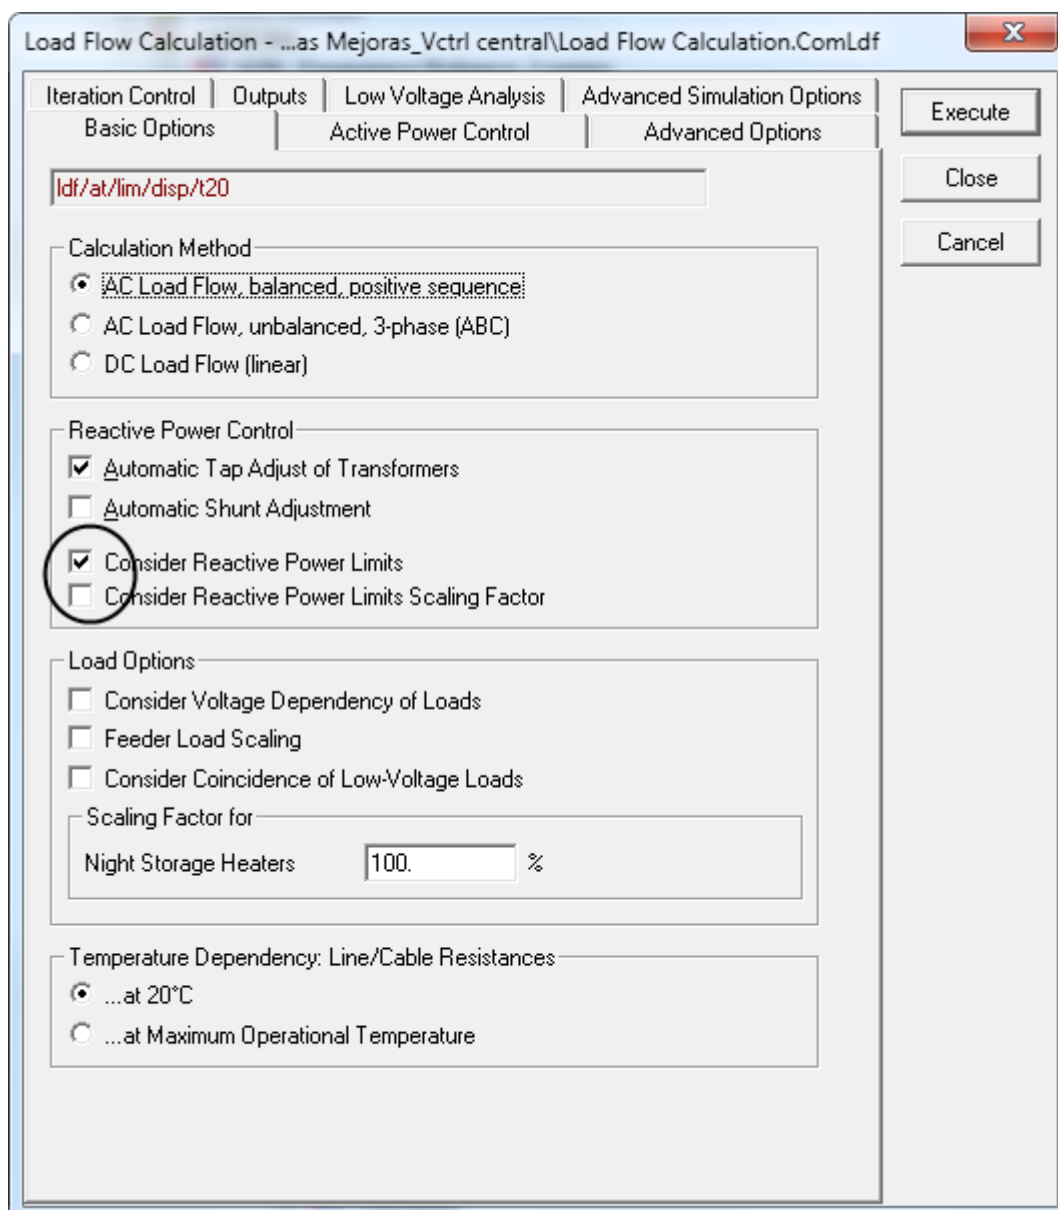 Load Flow Calculation - ...as Mejoras_Vctrl central\Load Flow Calculation.ComLdf
x
Iteration Control
Outputs
Low Voltage Analysis
Advanced Simulation Options
Basic Options
Active Power Control
Advanced Options
Execute
Close
Cancel
ldf/at/lim/disp/t20
Calculation Method
AC Load Flow, balanced, positive sequence
AC Load Flow, unbalanced, 3-phase (ABC)
DC Load Flow (linear)
Reactive Power Control
Automatic Tap Adjust of Transformers
Automatic Shunt Adjustment
Consider Reactive Power Limits
Consider Reactive Power Limits Scaling Factor
Load Options
Consider Voltage Dependency of Loads
Feeder Load Scaling
Consider Coincidence of Low-Voltage Loads
Scaling Factor for
Night Storage Heaters 100. %
Temperature Dependency: Line/Cable Resistances
...at 20°C
...at Maximum Operational Temperature